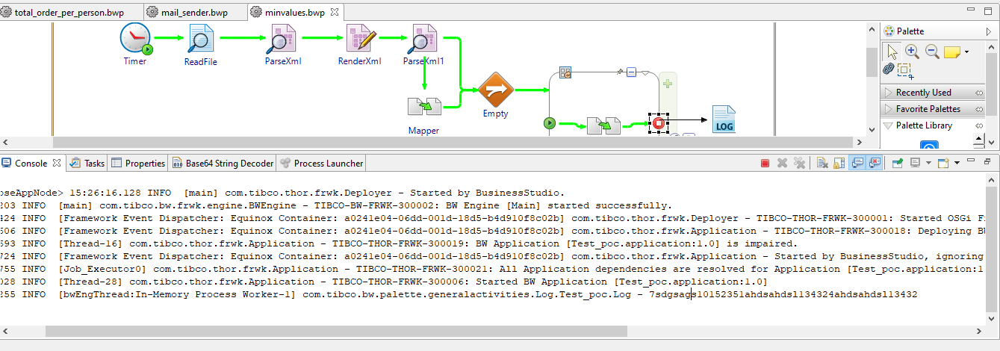 total_order_per_person.bwp
mail_sender.bwp
minvalues.bwp
Timer
ReadFile
ParseXml
RenderXml
ParseXml1
Mapper
Empty
LOG
Palette
Recently Used
Favorite Palettes
Palette Library
Console
Tasks
Properties
010
Base64 String Decoder
Process Launcher
oseAppNode> 15:26:16.128 INFO [main] com.tibco.thor.frwk.Deployer - Started by BusinessStudio.
203 INFO [main] com.tibco.bw.frwk.engine.BWEngine - TIBCO-BW-FRWK-300002: BW Engine [Main] started successfully.
424 INFO [Framework Event Dispatcher: Equinox Container: a0241e04-06dd-001d-18d5-b4d910f8c02b] com.tibco.thor.frwk.Deployer - TIBCO-THOR-FRWK-300001: Started OSGi F
606 INFO [Framework Event Dispatcher: Equinox Container: a0241e04-06dd-001d-18d5-b4d910f8c02b] com.tibco.thor.frwk.Application - TIBCO-THOR-FRWK-300018: Deploying BW
593 INFO [Thread-16] com.tibco.thor.frwk.Application - TIBCO-THOR-FRWK-300019: BW Application [Test_poc.application:1.0] is impaired.
724 INFO [Framework Event Dispatcher: Equinox Container: a0241e04-06dd-001d-18d5-b4d910f8c02b] com.tibco.thor.frwk.Application - Started by BusinessStudio, ignoring
755 INFO [Job_Executor0] com.tibco.thor.frwk.Application - TIBCO-THOR-FRWK-300021: All Application dependencies are resolved for Application [Test_poc.application:1
028 INFO [Thread-28] com.tibco.thor.frwk.Application - TIBCO-THOR-FRWK-300006: Started BW Application [Test_poc.application:1.0]
255 INFO [bwEngThread:In-Memory Process Worker-1] com.tibco.bw.palette.generalactivities.Log.Test_poc.Log - 7sdgsags10152351ahdsahdsl134324ahdsahdsl13432